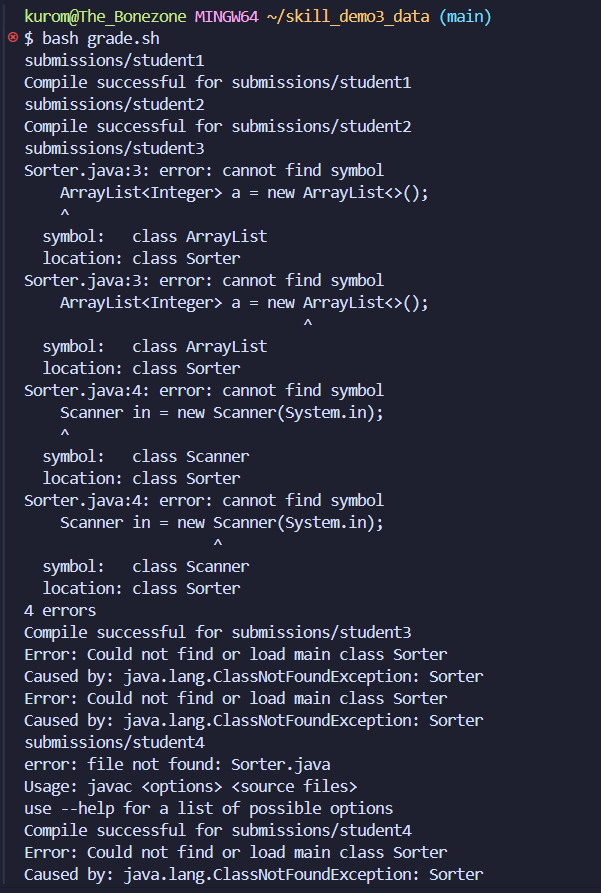 kurom@The_Bonezone MINGW64 ~/skill_demo3_data (main)
$ bash grade.sh
submissions/student1
Compile successful for submissions/student1
submissions/student2
Compile successful for submissions/student2
submissions/student3
Sorter.java:3: error: cannot find symbol
    ArrayList<Integer> a = new ArrayList<>();
    ^
  symbol:   class ArrayList
  location: class Sorter
Sorter.java:3: error: cannot find symbol
    ArrayList<Integer> a = new ArrayList<>();
                               ^
  symbol:   class ArrayList
  location: class Sorter
Sorter.java:4: error: cannot find symbol
    Scanner in = new Scanner(System.in);
    ^
  symbol:   class Scanner
  location: class Sorter
Sorter.java:4: error: cannot find symbol
    Scanner in = new Scanner(System.in);
                     ^
  symbol:   class Scanner
  location: class Sorter
4 errors
Compile successful for submissions/student3
Error: Could not find or load main class Sorter
Caused by: java.lang.ClassNotFoundException: Sorter
Error: Could not find or load main class Sorter
Caused by: java.lang.ClassNotFoundException: Sorter
submissions/student4
error: file not found: Sorter.java
Usage: javac <options> <source files>
use --help for a list of possible options
Compile successful for submissions/student4
Error: Could not find or load main class Sorter
Caused by: java.lang.ClassNotFoundException: Sorter